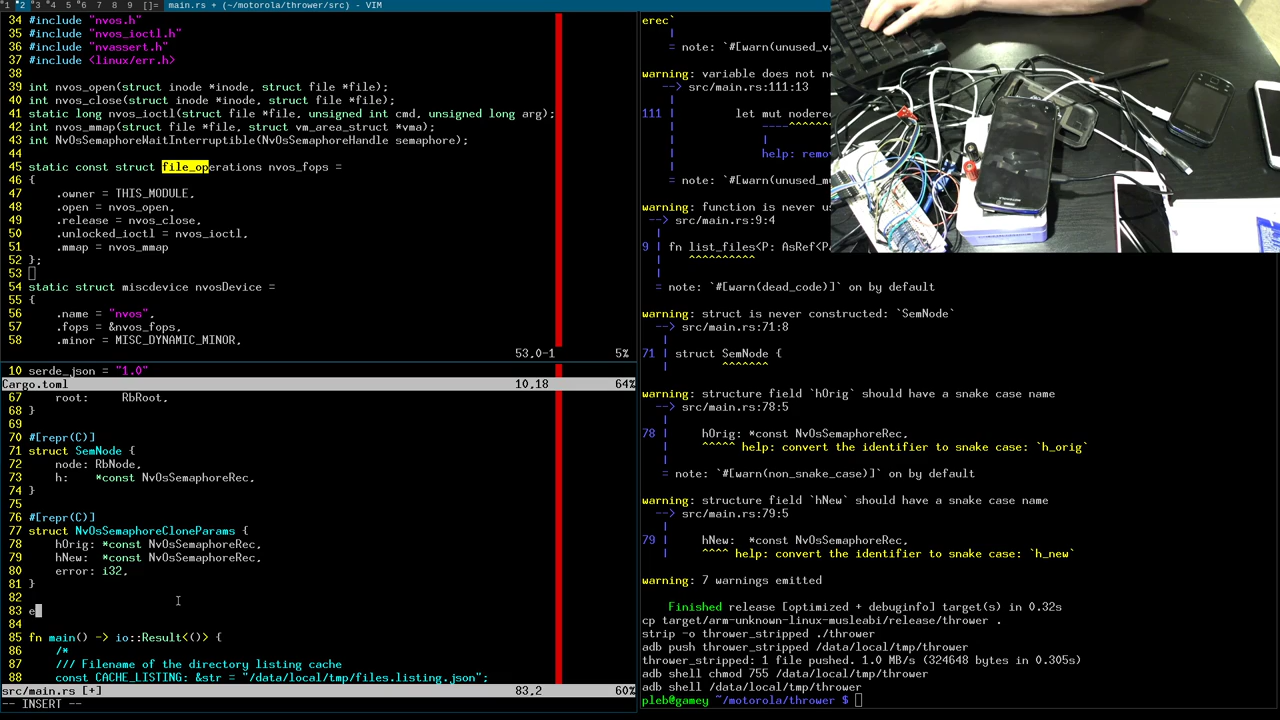 *1 *2 *3 *4 *5 *6 7 8 9 []= main.rs + (~/motorola/thrower/src) - VIM
34 #include "nvos.h"
35 #include "nvos_ioctl.h"
36 #include "nvassert.h"
37 #include <linux/err.h>
38
39 int nvos_open(struct inode *inode, struct file *file);
40 int nvos_close(struct inode *inode, struct file *file);
41 static long nvos_ioctl(struct file *file, unsigned int cmd, unsigned long arg);
42 int nvos_mmap(struct file *file, struct vm_area_struct *vma);
43 int NvOsSemaphoreWaitInterruptible(NvOsSemaphoreHandle semaphore);
44
45 static const struct file_operations nvos_fops =
46 {
47     .owner = THIS_MODULE,
48     .open = nvos_open,
49     .release = nvos_close,
50     .unlocked_ioctl = nvos_ioctl,
51     .mmap = nvos_mmap
52 };
53
54 static struct miscdevice nvosDevice =
55 {
56     .name = "nvos",
57     .fops = &nvos_fops,
58     .minor = MISC_DYNAMIC_MINOR,
53,0-1 5%
10 serde_json = "1.0"
Cargo.toml 10,18 64%
67     root:     RbRoot,
68 }
69
70 #[repr(C)]
71 struct SemNode {
72     node: RbNode,
73     h:    *const NvOsSemaphoreRec,
74 }
75
76 #[repr(C)]
77 struct NvOsSemaphoreCloneParams {
78     hOrig: *const NvOsSemaphoreRec,
79     hNew:  *const NvOsSemaphoreRec,
80     error: i32,
81 }
82
83 e
84
85 fn main() -> io::Result<()> {
86     /*
87     /// Filename of the directory listing cache
88     const CACHE_LISTING: &str = "/data/local/tmp/files.listing.json";
src/main.rs [+] 83,2 60%
-- INSERT --
erec`
|
= note: `#[warn(unused_va
warning: variable does not ne
--> src/main.rs:111:13
|
111 |         let mut nodered
|             ----^^^^^^^
|             |
|             help: remov
|
= note: `#[warn(unused_mu
warning: function is never us
--> src/main.rs:9:4
|
9 | fn list_files<P: AsRef<Pa
|    ^^^^^^^^^^
|
= note: `#[warn(dead_code)]` on by default
warning: struct is never constructed: `SemNode`
--> src/main.rs:71:8
|
71 | struct SemNode {
|        ^^^^^^^
warning: structure field `hOrig` should have a snake case name
--> src/main.rs:78:5
|
78 |     hOrig: *const NvOsSemaphoreRec,
|     ^^^^^ help: convert the identifier to snake case: `h_orig`
|
= note: `#[warn(non_snake_case)]` on by default
warning: structure field `hNew` should have a snake case name
--> src/main.rs:79:5
|
79 |     hNew:  *const NvOsSemaphoreRec,
|     ^^^^ help: convert the identifier to snake case: `h_new`
warning: 7 warnings emitted
Finished release [optimized + debuginfo] target(s) in 0.32s
cp target/arm-unknown-linux-musleabi/release/thrower .
strip -o thrower_stripped ./thrower
adb push thrower_stripped /data/local/tmp/thrower
thrower_stripped: 1 file pushed. 1.0 MB/s (324648 bytes in 0.305s)
adb shell chmod 755 /data/local/tmp/thrower
adb shell /data/local/tmp/thrower
pleb@gamey ~/motorola/thrower $